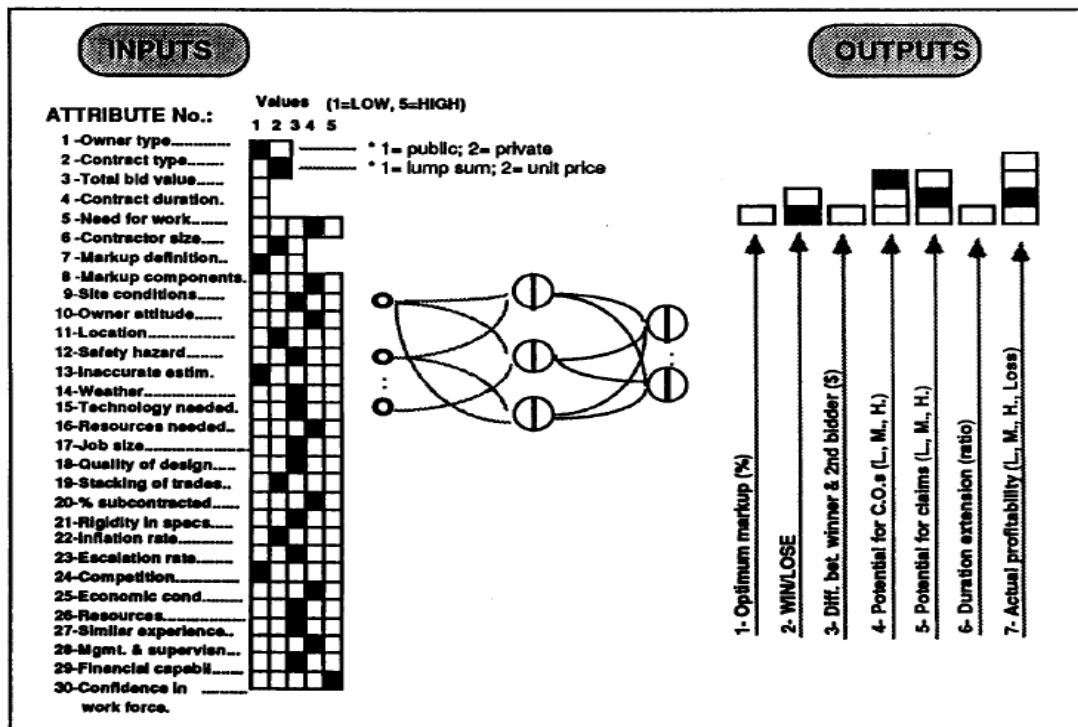 INPUTS
OUTPUTS
Values (1=LOW, 5=HIGH)
ATTRIBUTE No.:
1 2 3 4 5
1 -Owner type.............
* 1= public; 2= private
2 -Contract type........
* 1= lump sum; 2= unit price
3 -Total bid value......
4 -Contract duration.
5 -Need for work.........
6 -Contractor size.....
7 -Markup definition..
8 -Markup components.
9 -Site conditions......
10-Owner attitude......
11-Location....................
12-Safety hazard........
13-Inaccurate estim.
14-Weather..................
15-Technology needed.
16-Resources needed..
17-Job size.......................
18-Quality of design.....
19-Stacking of trades..
20-% subcontracted......
21-Rigidity in specs.....
22-Inflation rate...........
23-Escalation rate.......
24-Competition..............
25-Economic cond.........
26-Resources................
27-Similar experience..
28-Mgmt. & supervisn...
29-Financial capabil.......
30-Confidence in .........
work force.
1- Optimum markup (%)
2- WIN/LOSE
3- Diff. bet. winner & 2nd bidder ($)
4- Potential for C.O.s (L., M., H.)
5- Potential for claims (L., M., H.)
6- Duration extension (ratio)
7- Actual profitability (L., M., H., Loss)